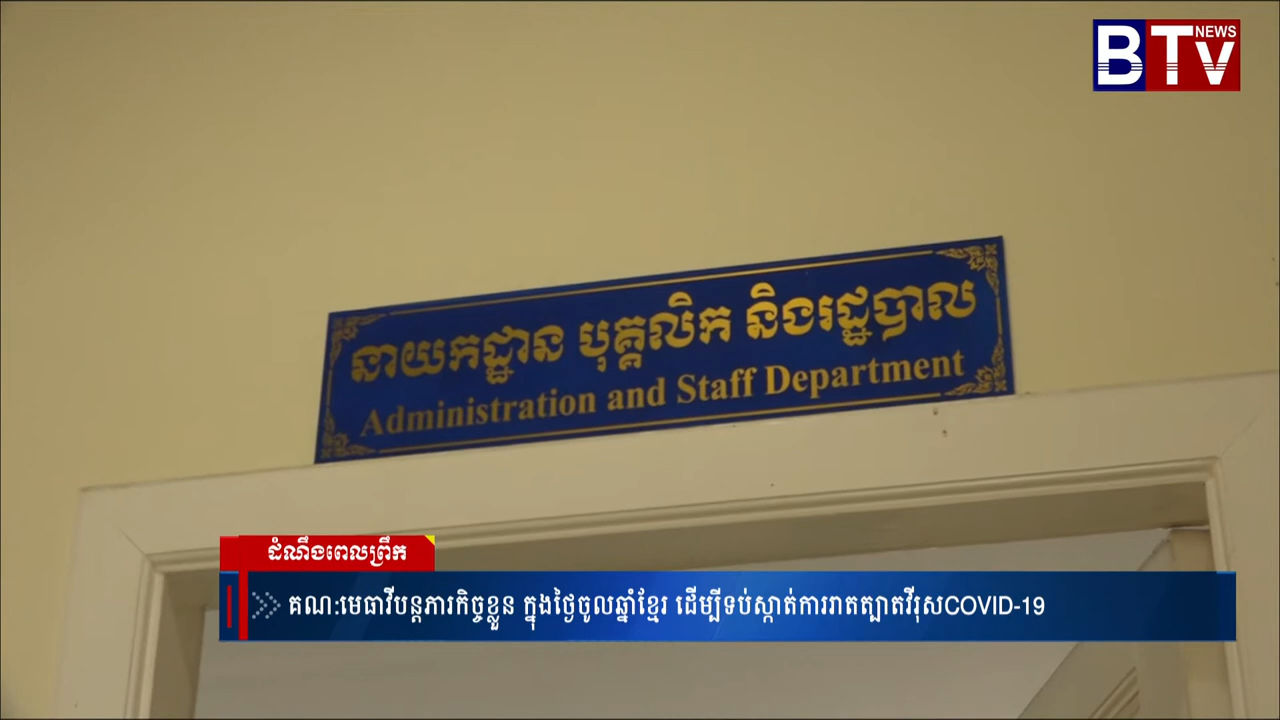 BTV NEWS
នាយកដ្ឋាន បុគ្គលិក និងរដ្ឋបាល
Administration and Staff Department
ដំណឹងពេលព្រឹក
គណៈមេធាវីបន្តភារកិច្ចខ្លួន ក្នុងថ្ងៃចូលឆ្នាំខ្មែរ ដើម្បីទប់ស្កាត់ការរាតត្បាតវីរុសCOVID-19